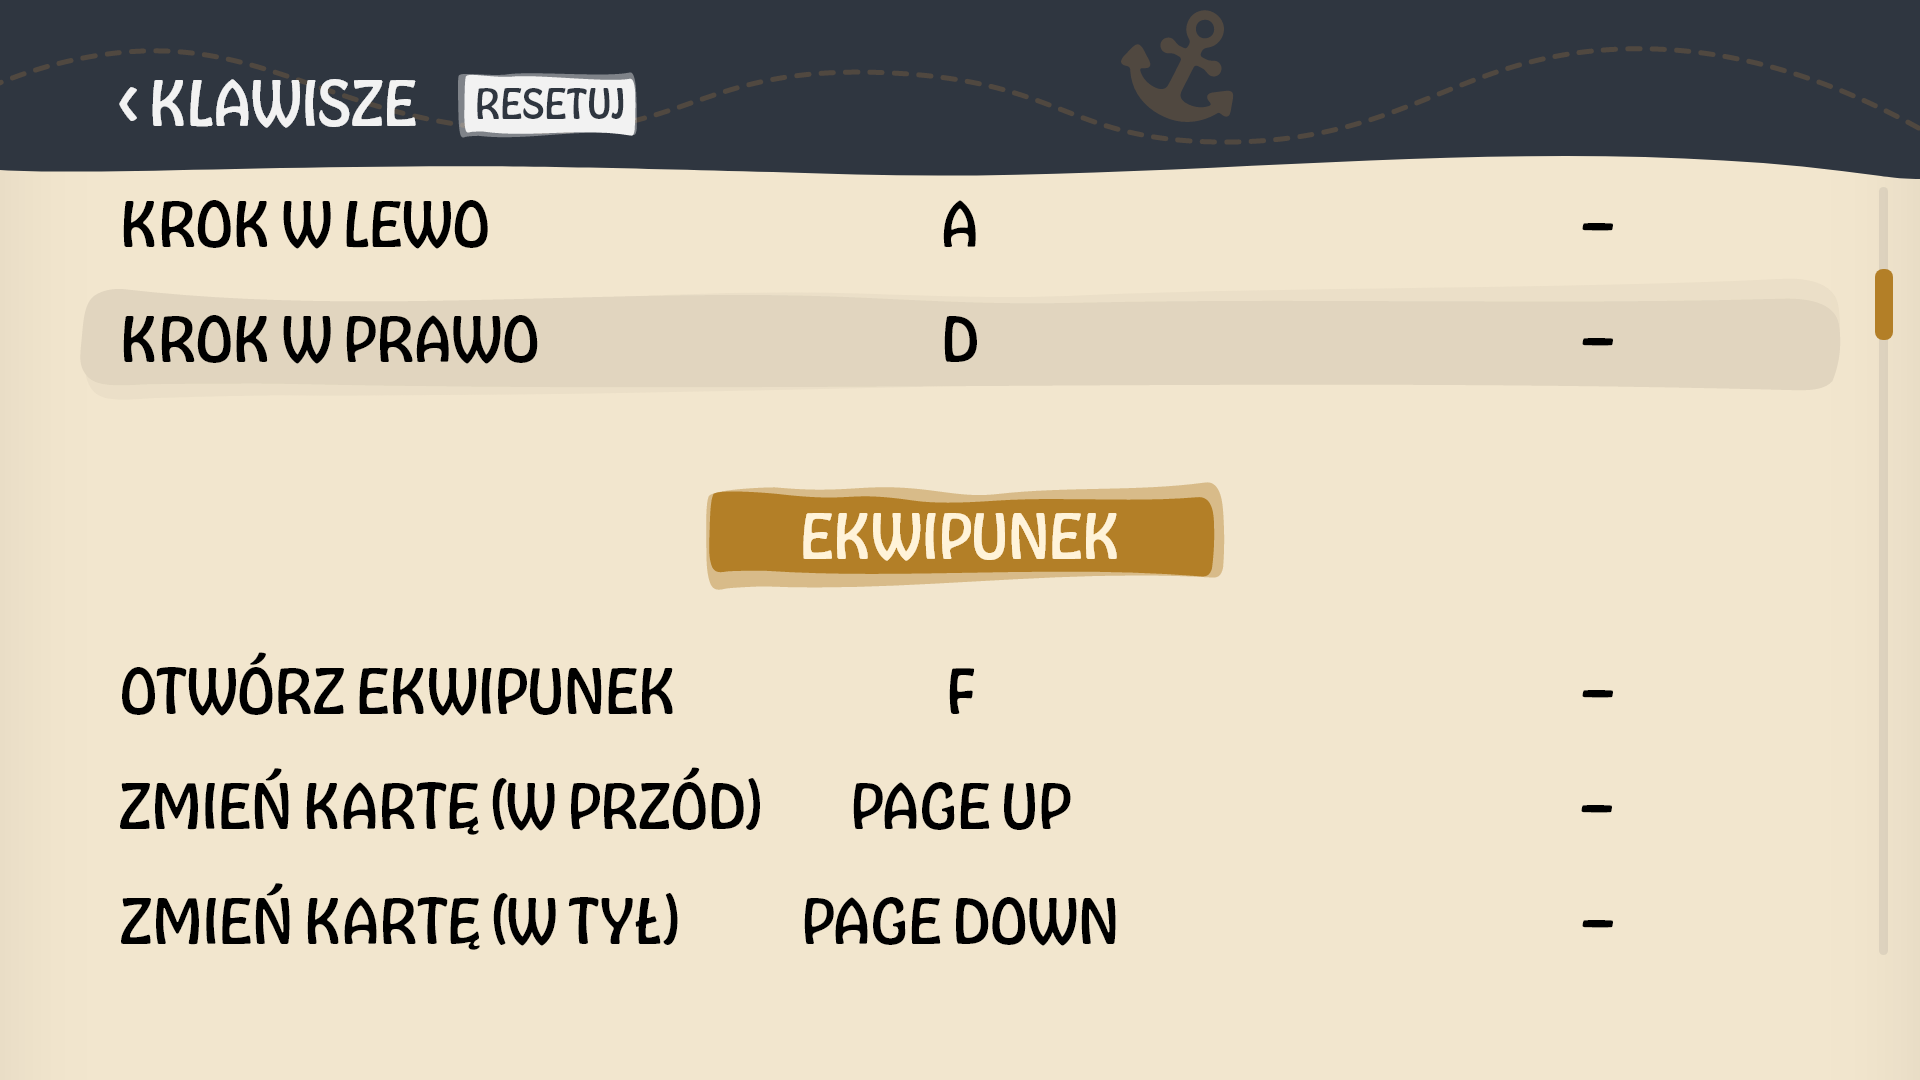 ‹ KLAWISZE RESETUJ
KROK W LEWO A –
KROK W PRAWO D –
EKWIPUNEK
OTWÓRZ EKWIPUNEK F –
ZMIEŃ KARTĘ (W PRZÓD) PAGE UP –
ZMIEŃ KARTĘ (W TYŁ) PAGE DOWN –